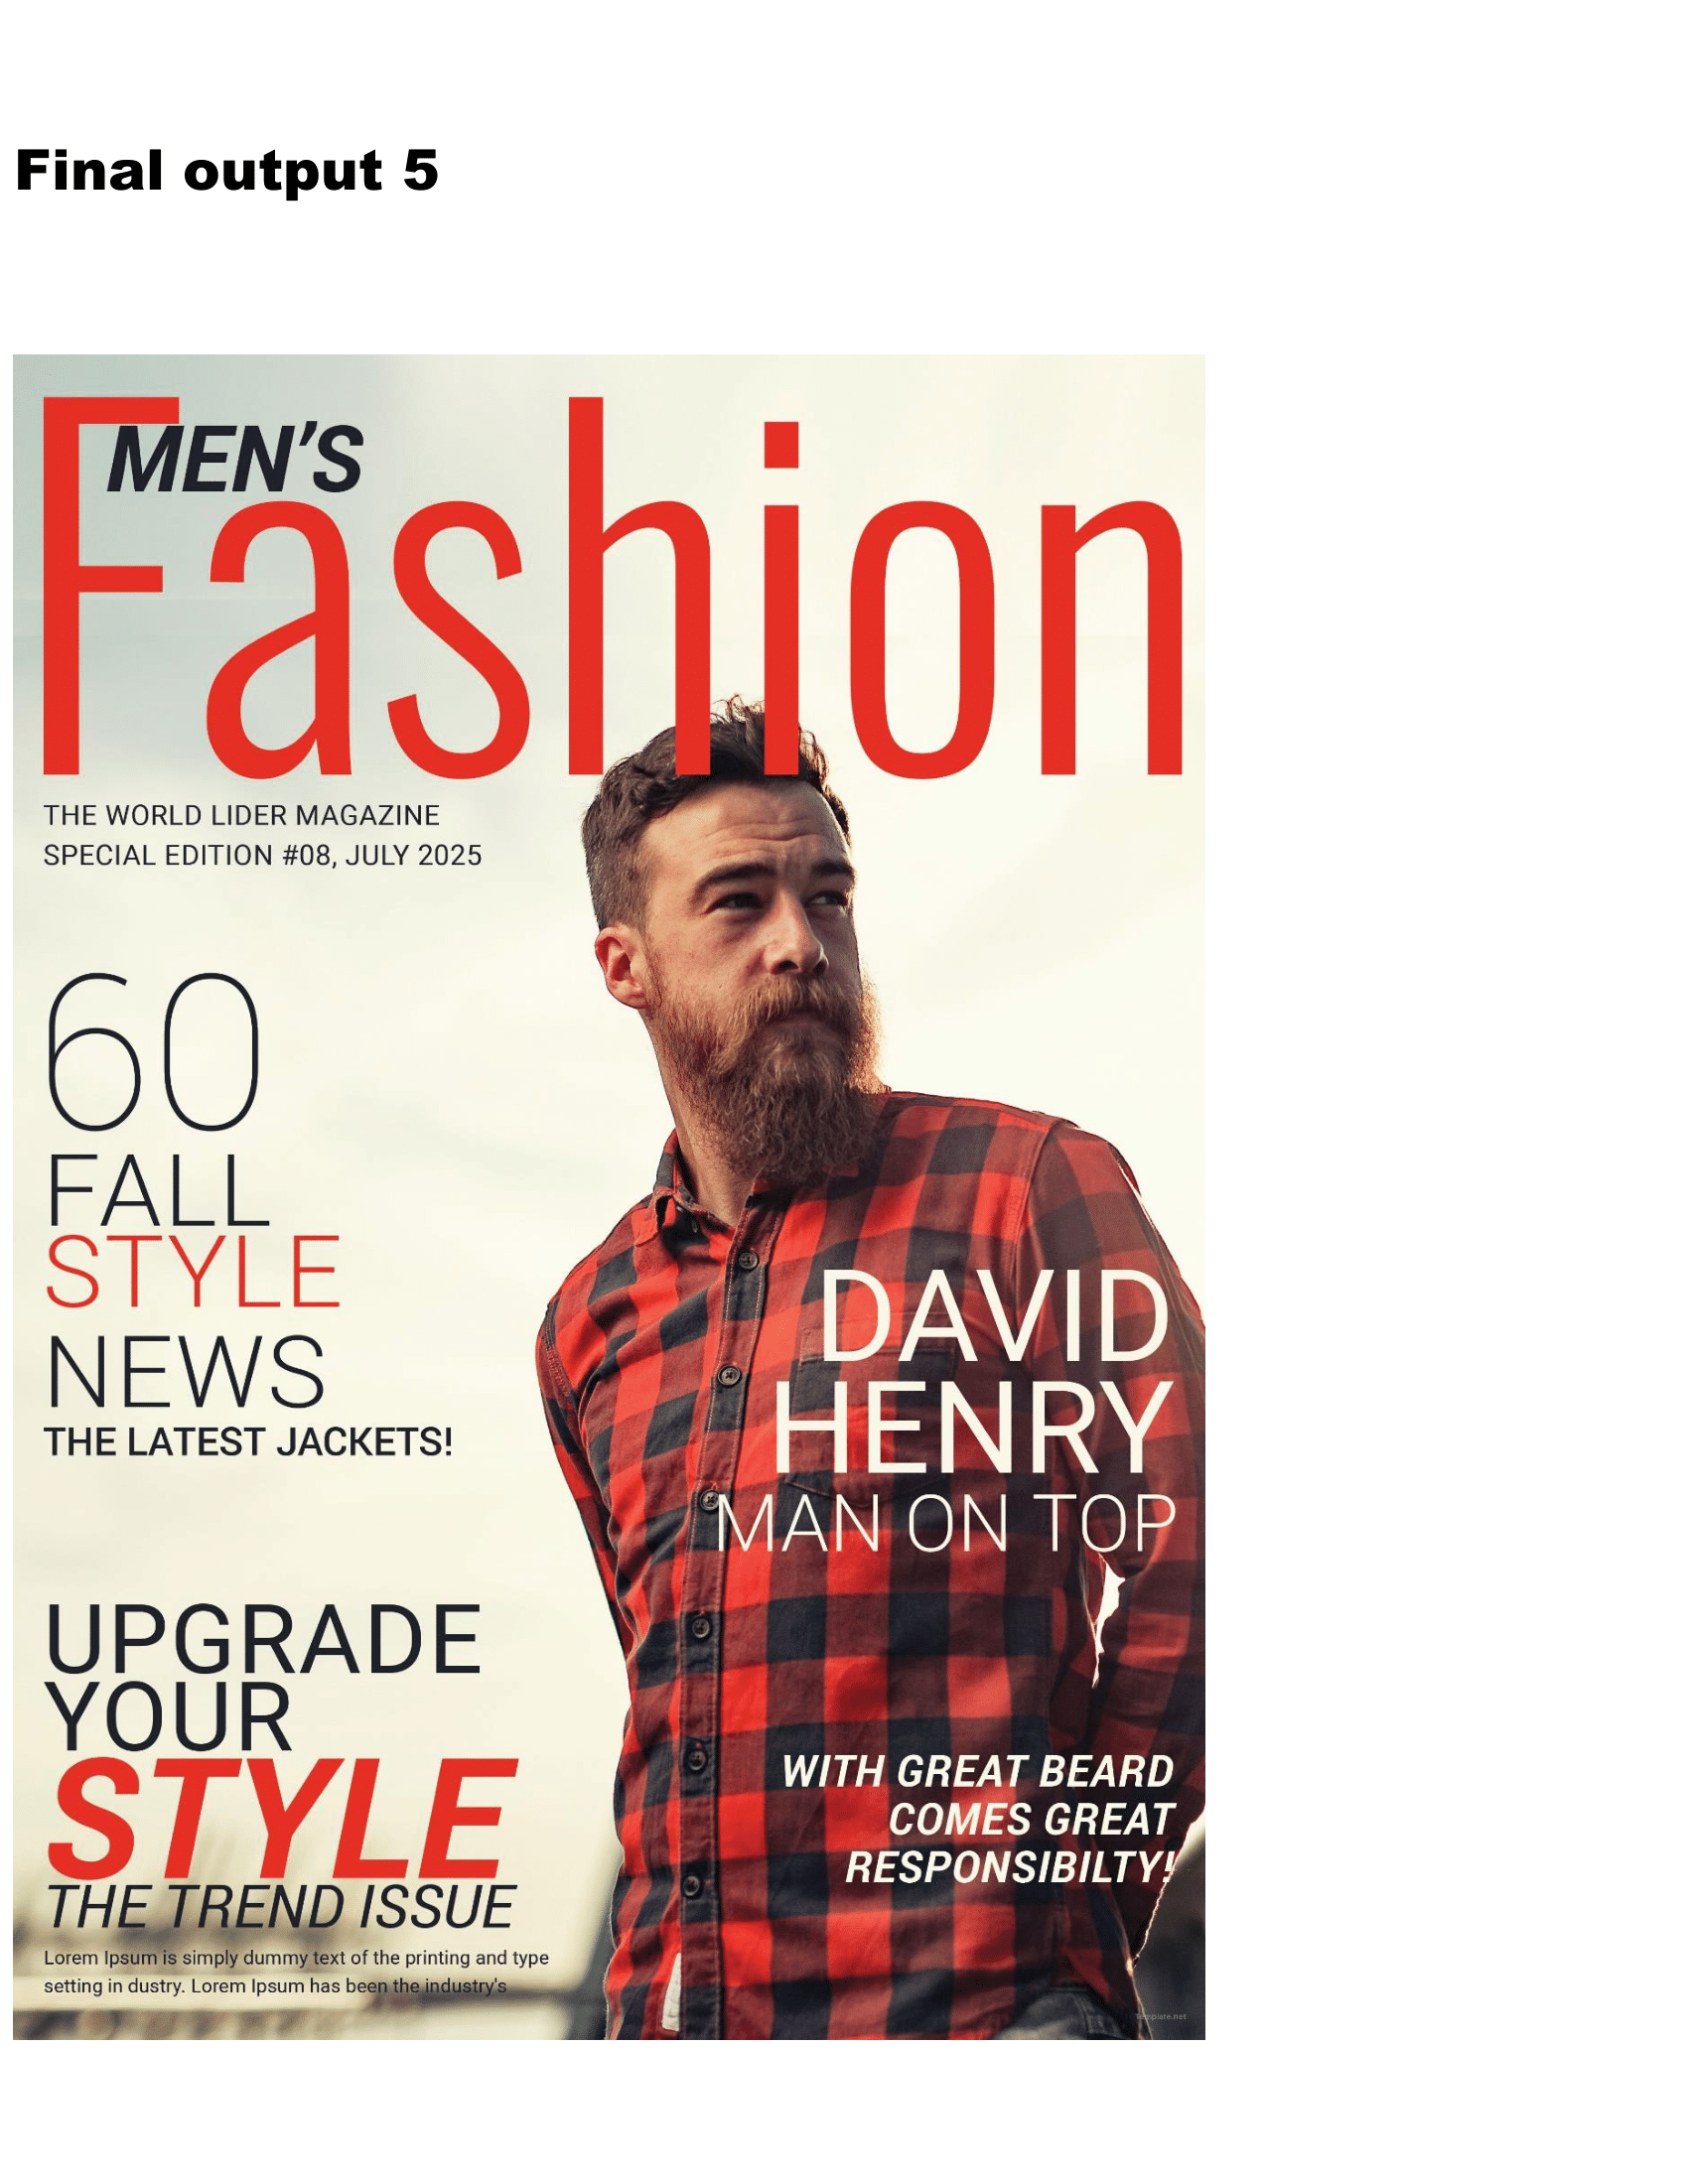 Final output 5
MEN'S
Fashion
THE WORLD LIDER MAGAZINE
SPECIAL EDITION #08, JULY 2025
60
FALL
STYLE
NEWS
THE LATEST JACKETS!
DAVID
HENRY
MAN ON TOP
UPGRADE
YOUR
STYLE
THE TREND ISSUE
Lorem Ipsum is simply dummy text of the printing and type
setting in dustry. Lorem Ipsum has been the industry's
WITH GREAT BEARD
COMES GREAT
RESPONSIBILTY!
Template.net